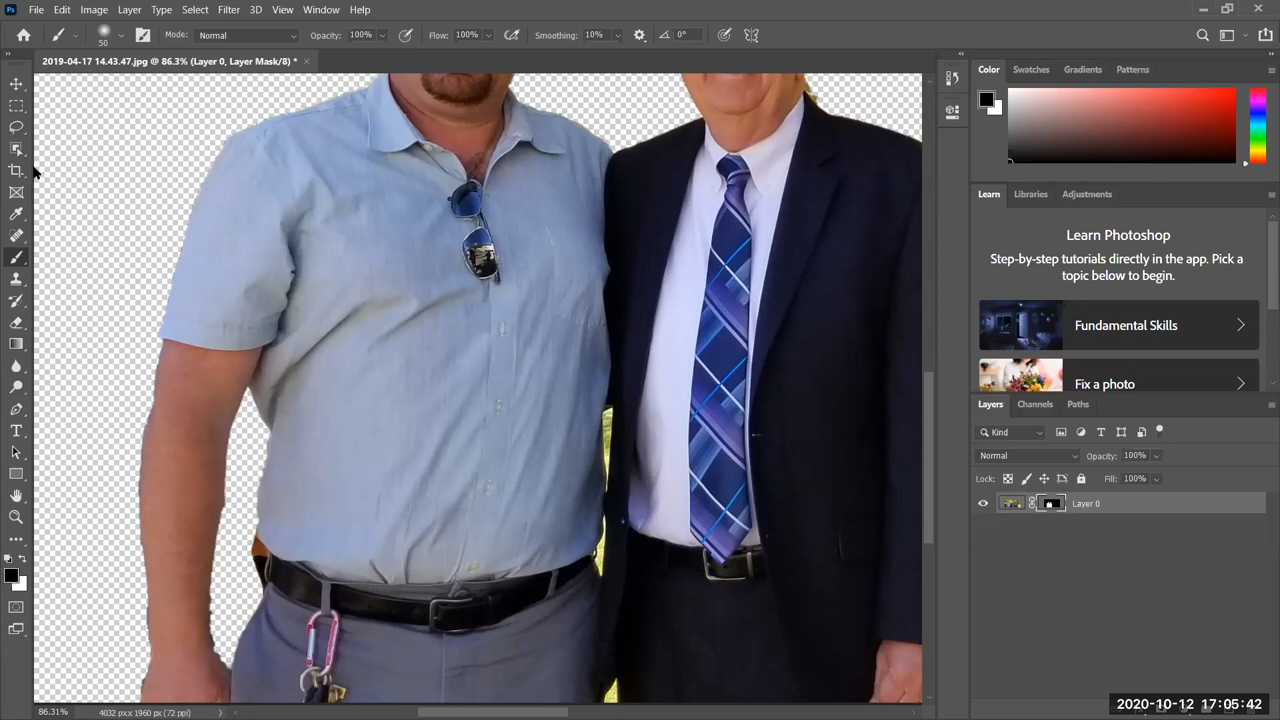 Ps File Edit Image Layer Type Select Filter 3D View Window Help
50 Mode: Normal Opacity: 100% Flow: 100% Smoothing: 10% 0°
2019-04-17 14.43.47.jpg @ 86.3% (Layer 0, Layer Mask/8) * ×
Color Swatches Gradients Patterns
Learn Libraries Adjustments
Learn Photoshop
Step-by-step tutorials directly in the app. Pick a
topic below to begin.
Fundamental Skills
Fix a photo
Layers Channels Paths
Kind
Normal Opacity: 100%
Lock: Fill: 100%
Layer 0
86.31% 4032 px x 1960 px (72 ppi)
2020-10-12 17:05:42